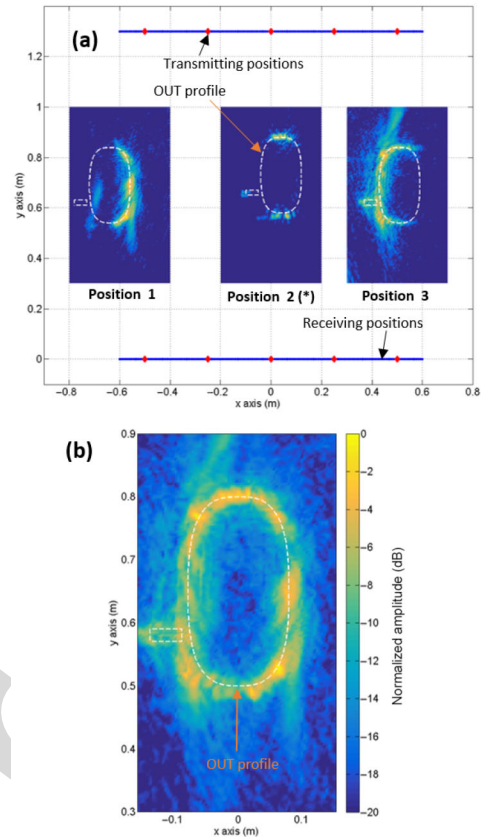 (a)
1.2
1
0.8
0.6
0.4
0.2
0
y axis (m)
Transmitting positions
OUT profile
Position 1
Position 2 (*)
Position 3
Receiving positions
−0.8
−0.6
−0.4
−0.2
0
0.2
0.4
0.6
0.8
x axis (m)
(b)
0.9
0.8
0.7
0.6
0.5
0.4
0.3
y axis (m)
OUT profile
−0.1
0
0.1
x axis (m)
0
−2
−4
−6
−8
−10
−12
−14
−16
−18
−20
Normalized amplitude (dB)